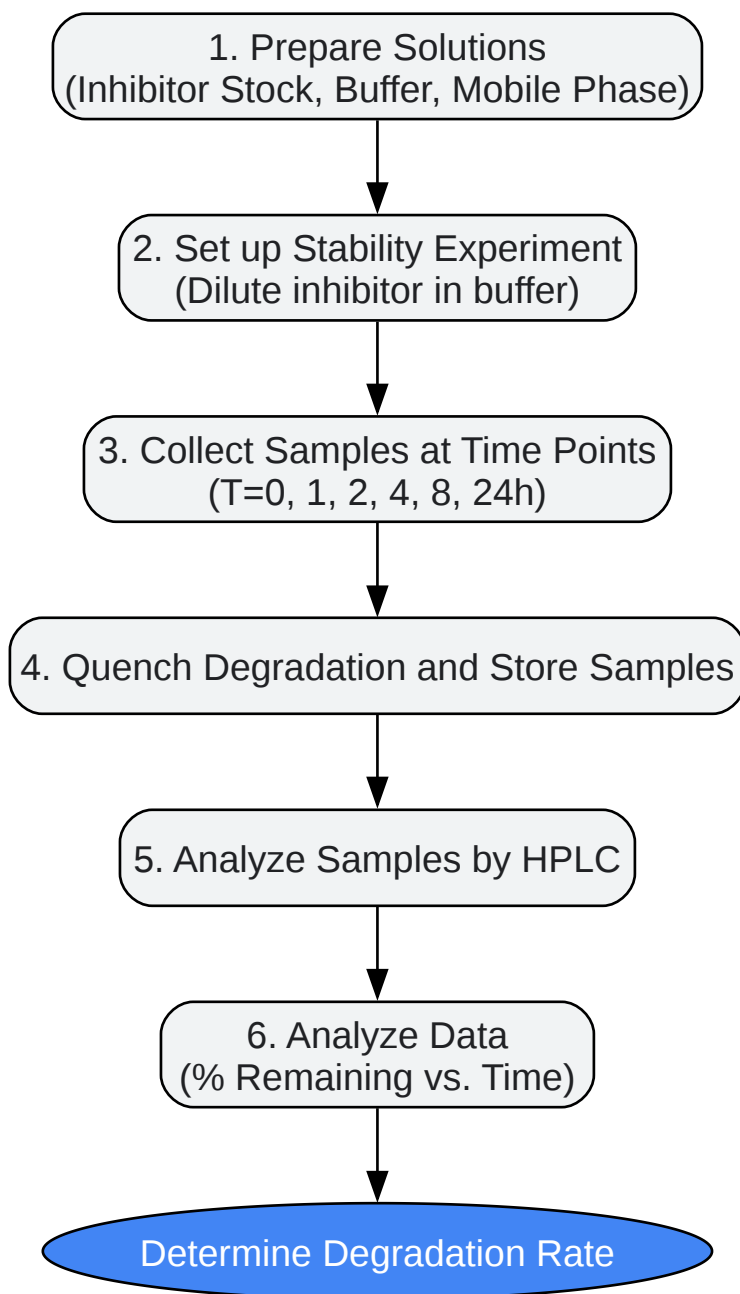 1. Prepare Solutions
(Inhibitor Stock, Buffer, Mobile Phase)
2. Set up Stability Experiment
(Dilute inhibitor in buffer)
3. Collect Samples at Time Points
(T=0, 1, 2, 4, 8, 24h)
4. Quench Degradation and Store Samples
5. Analyze Samples by HPLC
6. Analyze Data
(% Remaining vs. Time)
Determine Degradation Rate